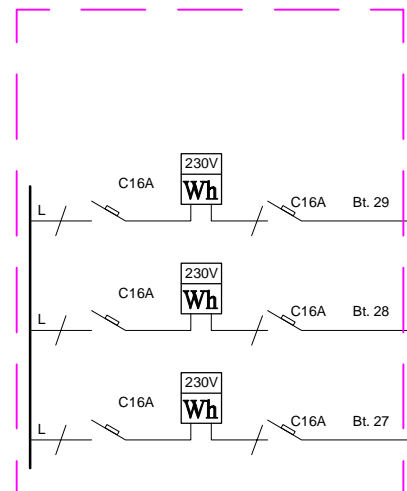 230V
C16A
Wh
L
C16A Bt. 29
230V
C16A
Wh
L
C16A Bt. 28
230V
C16A
Wh
L
C16A Bt. 27